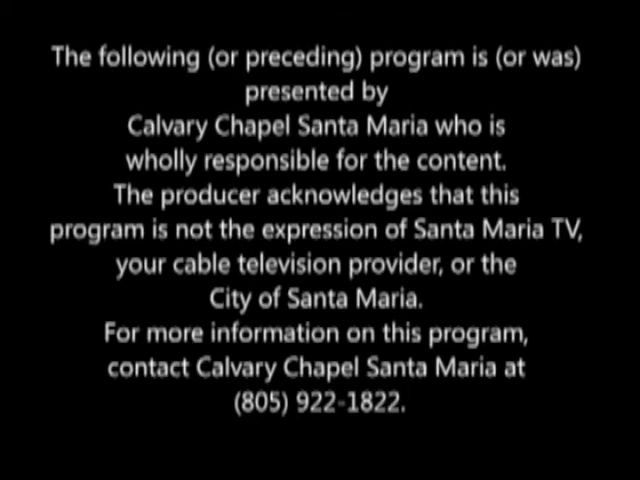 The following (or preceding) program is (or was)
presented by
Calvary Chapel Santa Maria who is
wholly responsible for the content.
The producer acknowledges that this
program is not the expression of Santa Maria TV,
your cable television provider, or the
City of Santa Maria.
For more information on this program,
contact Calvary Chapel Santa Maria at
(805) 922-1822.